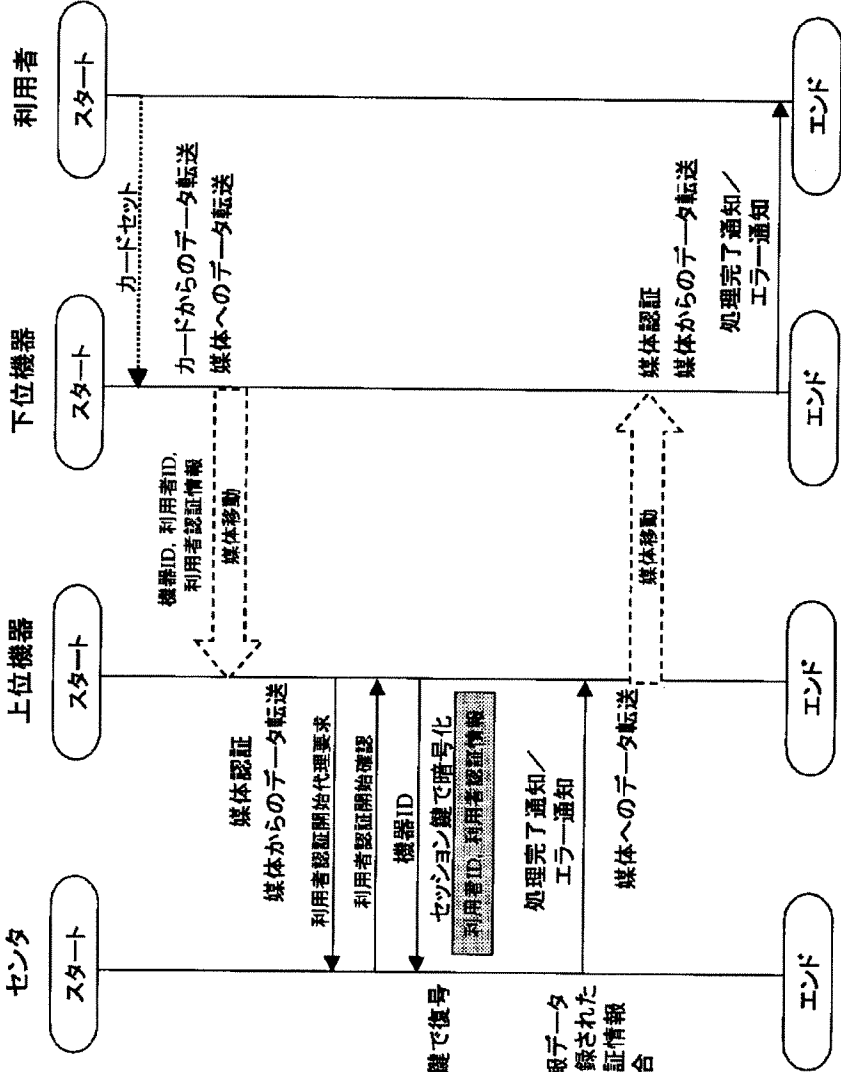 センタ
上位機器
下位機器
利用者
スタート
スタート
スタート
スタート
カードセット
カードからのデータ転送
媒体へのデータ転送
機器ID, 利用者ID,
利用者認証情報
媒体移動
媒体認証
媒体からのデータ転送
利用者認証開始代理要求
利用者認証開始確認
機器ID
セッション鍵で暗号化
利用者ID, 利用者認証情報
鍵で復号
報データ
録された
証情報
合
処理完了通知／
エラー通知
媒体へのデータ転送
媒体移動
媒体認証
媒体からのデータ転送
処理完了通知／
エラー通知
エンド
エンド
エンド
エンド